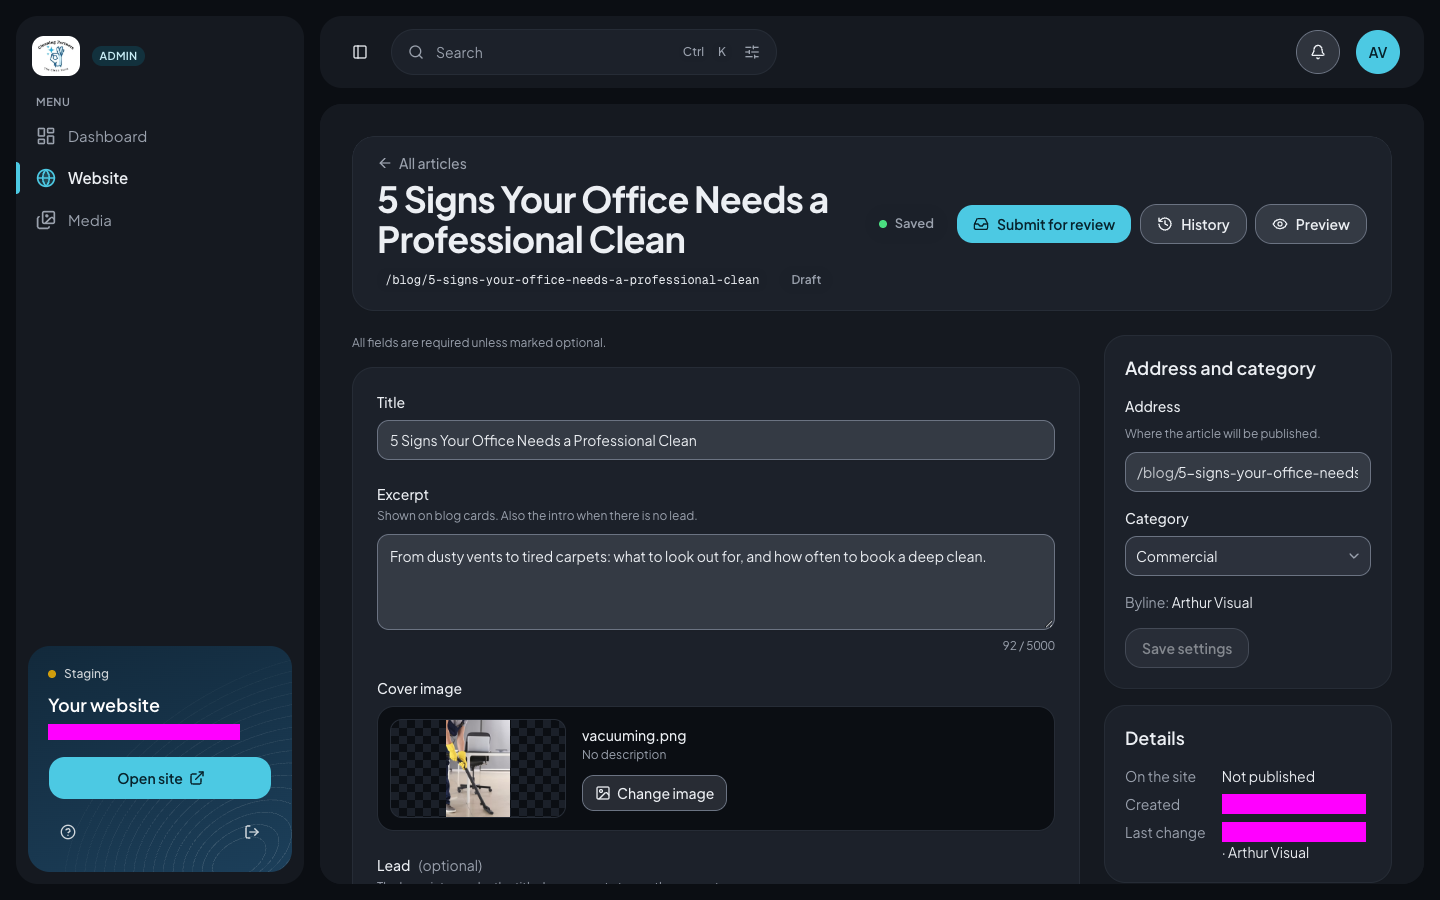 ADMIN
MENU
Dashboard
Website
Media
Staging
Your website
Open site
Search
Ctrl K
AV
All articles
5 Signs Your Office Needs a
Professional Clean
/blog/5-signs-your-office-needs-a-professional-clean
Draft
Saved
Submit for review
History
Preview
All fields are required unless marked optional.
Title
5 Signs Your Office Needs a Professional Clean
Excerpt
Shown on blog cards. Also the intro when there is no lead.
From dusty vents to tired carpets: what to look out for, and how often to book a deep clean.
92 / 5000
Cover image
vacuuming.png
No description
Change image
Lead (optional)
Address and category
Address
Where the article will be published.
/blog/5-signs-your-office-needs
Category
Commercial
Byline: Arthur Visual
Save settings
Details
On the site Not published
Created
Last change
· Arthur Visual